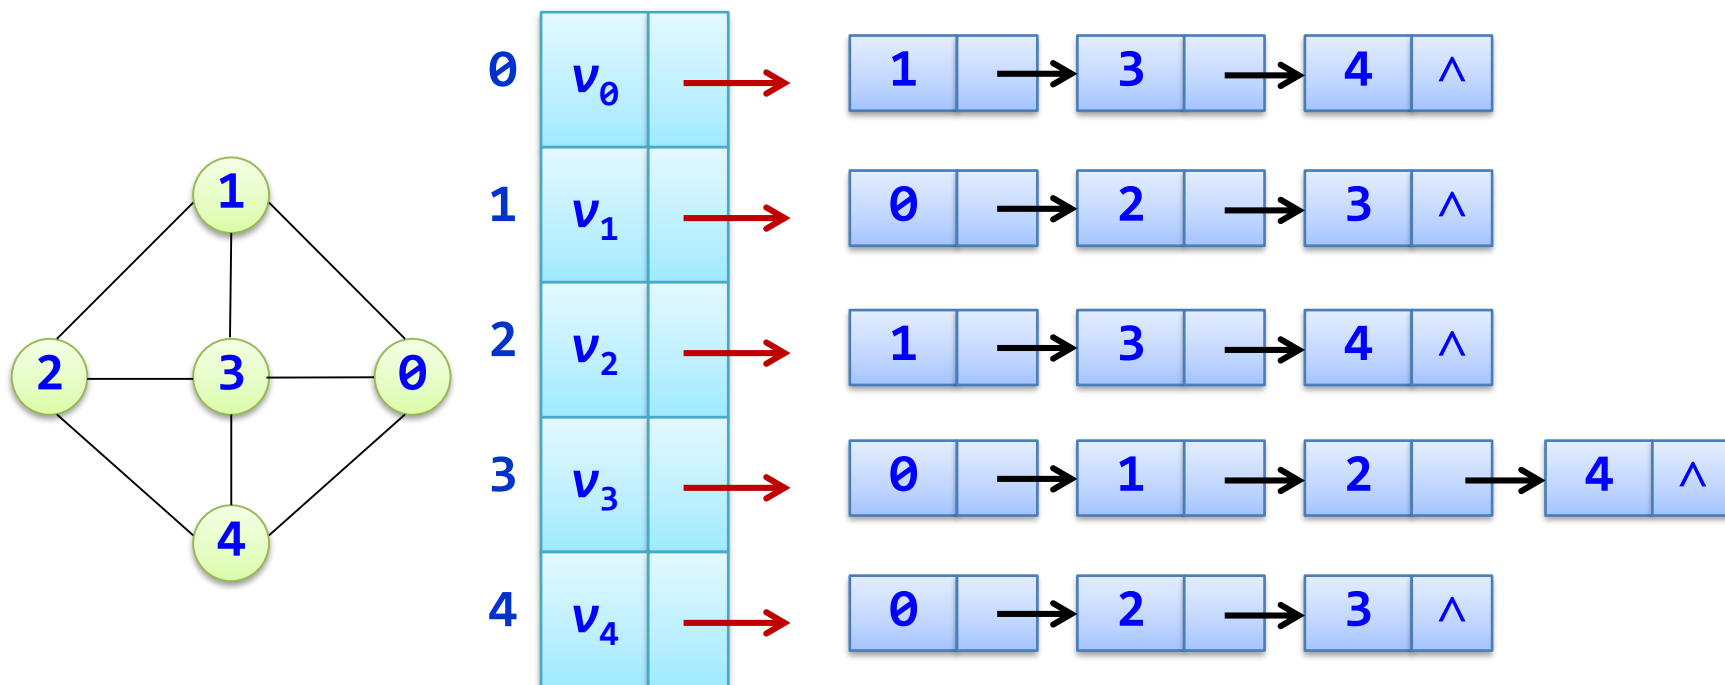 0 v0 1 3 4 ^
1
1 v1 0 2 3 ^
2 3 0
2 v2 1 3 4 ^
3 v3 0 1 2 4 ^
4
4 v4 0 2 3 ^